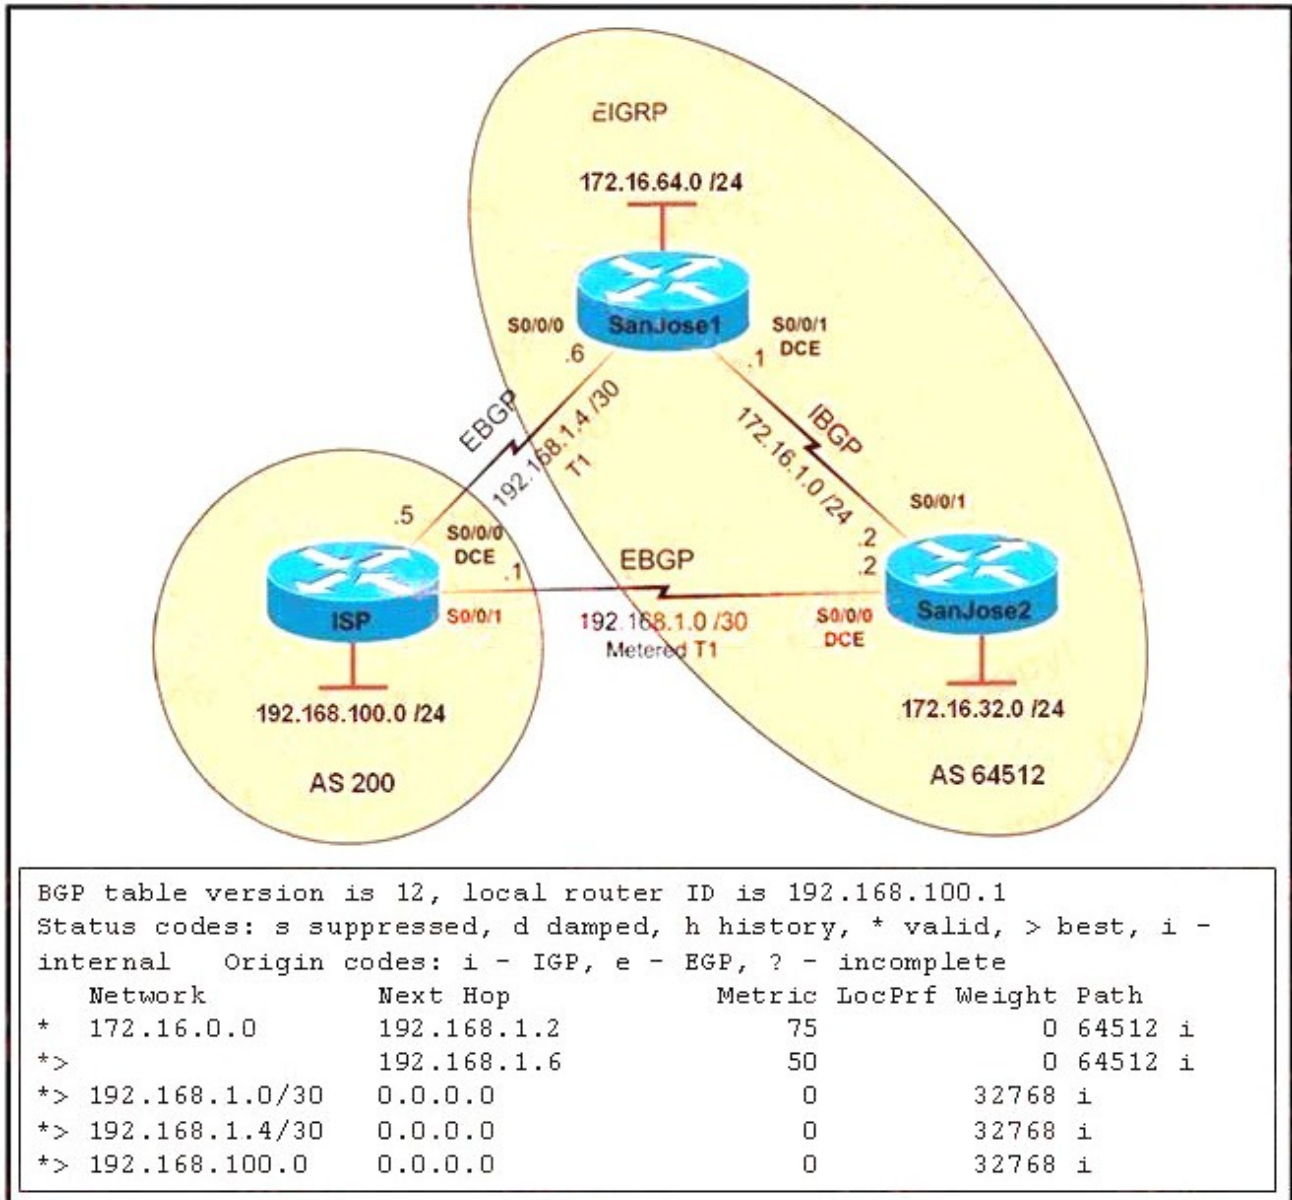 EIGRP
172.16.64.0 /24
SanJose1
S0/0/0
.6
S0/0/1
DCE
.1
EBGP
192.168.1.4 /30
T1
IBGP
172.16.1.0 /24
S0/0/1
.2
.2
.5
S0/0/0
DCE
.1
EBGP
ISP
S0/0/1
192.168.1.0 /30
Metered T1
S0/0/0
DCE
SanJose2
192.168.100.0 /24
172.16.32.0 /24
AS 200
AS 64512
BGP table version is 12, local router ID is 192.168.100.1
Status codes: s suppressed, d damped, h history, * valid, > best, i -
internal   Origin codes: i - IGP, e - EGP, ? - incomplete
   Network          Next Hop            Metric LocPrf Weight Path
*  172.16.0.0       192.168.1.2             75             0 64512 i
*>                  192.168.1.6             50             0 64512 i
*> 192.168.1.0/30   0.0.0.0                  0         32768 i
*> 192.168.1.4/30   0.0.0.0                  0         32768 i
*> 192.168.100.0    0.0.0.0                  0         32768 i